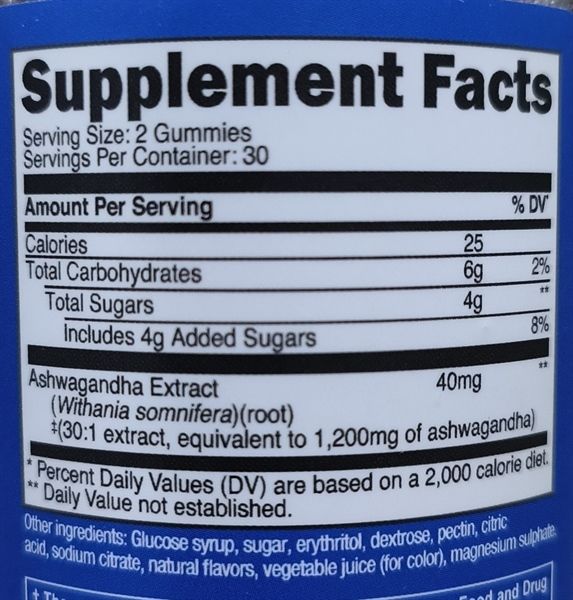 Supplement Facts
Serving Size: 2 Gummies
Servings Per Container: 30
Amount Per Serving % DV*
Calories 25
Total Carbohydrates 6g 2%
Total Sugars 4g **
Includes 4g Added Sugars 8%
Ashwagandha Extract 40mg **
(Withania somnifera)(root)
‡(30:1 extract, equivalent to 1,200mg of ashwagandha)
* Percent Daily Values (DV) are based on a 2,000 calorie diet.
** Daily Value not established.
Other ingredients: Glucose syrup, sugar, erythritol, dextrose, pectin, citric
acid, sodium citrate, natural flavors, vegetable juice (for color), magnesium sulphate.
and Drug